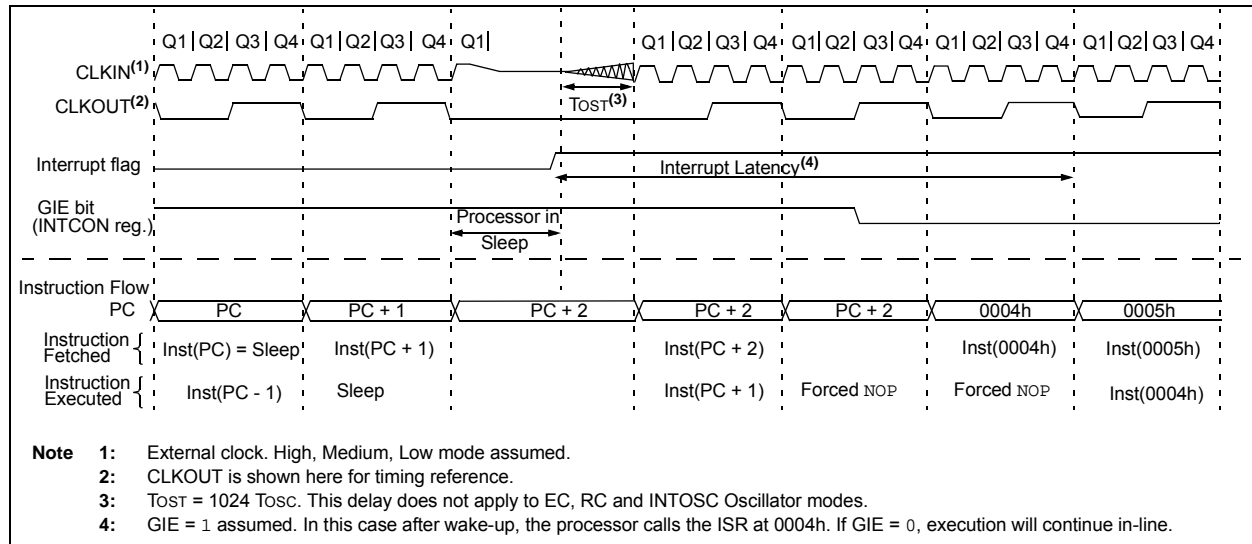 Q1| Q2| Q3| Q4 Q1| Q2| Q3| Q4 Q1| Q1| Q2| Q3| Q4 Q1| Q2| Q3| Q4 Q1| Q2| Q3| Q4 Q1| Q2| Q3| Q4
CLKIN(1)
CLKOUT(2)
TOST(3)
Interrupt flag
Interrupt Latency(4)
GIE bit
(INTCON reg.)
Processor in
Sleep
Instruction Flow
PC PC PC + 1 PC + 2 PC + 2 PC + 2 0004h 0005h
Instruction
Fetched
Inst(PC) = Sleep Inst(PC + 1) Inst(PC + 2) Inst(0004h) Inst(0005h)
Instruction
Executed
Inst(PC - 1) Sleep Inst(PC + 1) Forced NOP Forced NOP Inst(0004h)
Note 1: External clock. High, Medium, Low mode assumed.
2: CLKOUT is shown here for timing reference.
3: TOST = 1024 TOSC. This delay does not apply to EC, RC and INTOSC Oscillator modes.
4: GIE = 1 assumed. In this case after wake-up, the processor calls the ISR at 0004h. If GIE = 0, execution will continue in-line.